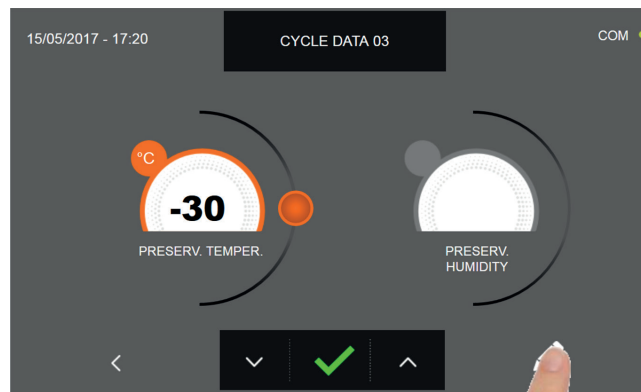 15/05/2017 - 17:20
CYCLE DATA 03
COM
°C
-30
PRESERV. TEMPER.
PRESERV.
HUMIDITY